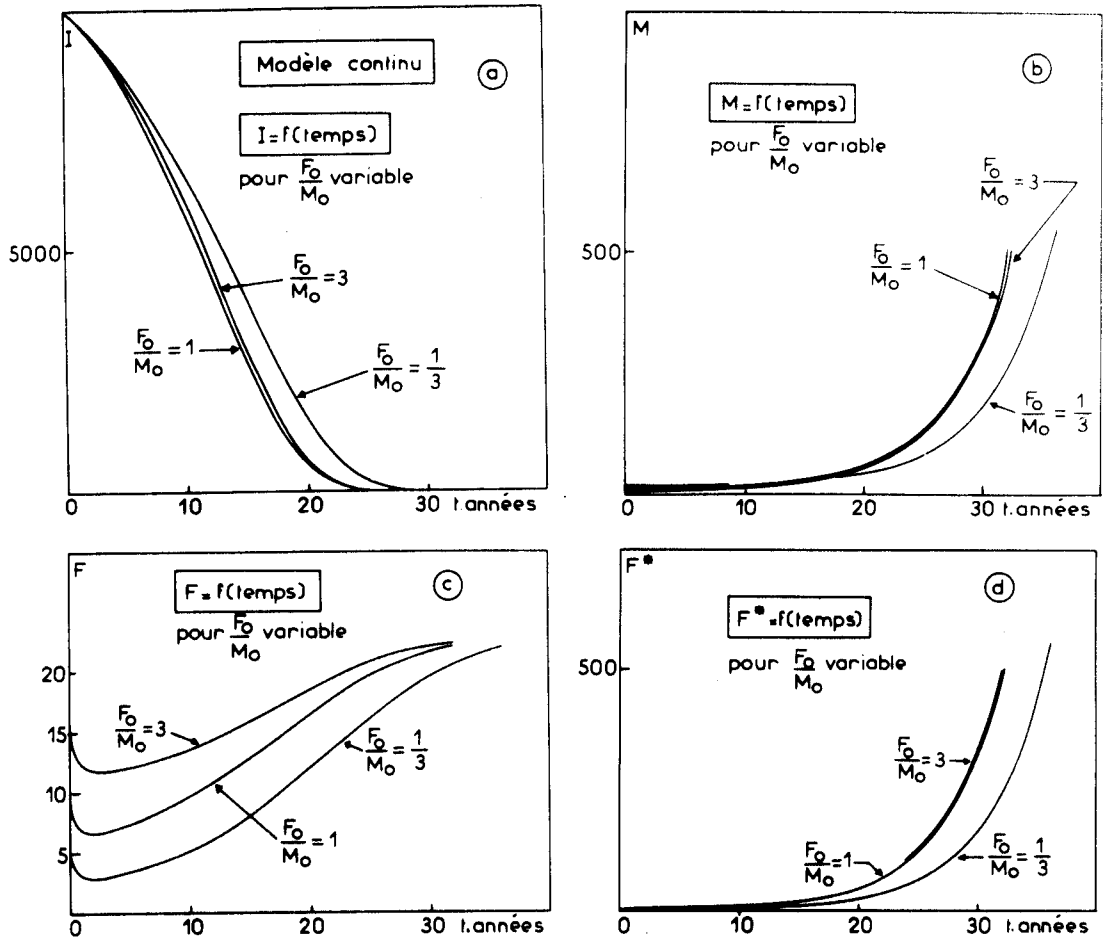 I
Modèle continu
a
I=f(temps)
pour F₀/M₀ variable
5000
F₀/M₀ = 3
F₀/M₀ = 1
F₀/M₀ = 1/3
0 10 20 30 t.années
M
b
M=f(temps)
pour F₀/M₀ variable
F₀/M₀ = 3
500
F₀/M₀ = 1
F₀/M₀ = 1/3
0 10 20 30 t.années
F
c
F=f(temps)
pour F₀/M₀ variable
20
F₀/M₀ = 3
15
F₀/M₀ = 1/3
10
F₀/M₀ = 1
5
0 10 20 30 t.années
F*
d
F*=f(temps)
500
pour F₀/M₀ variable
F₀/M₀ = 3
F₀/M₀ = 1
F₀/M₀ = 1/3
0 10 20 30 t.années